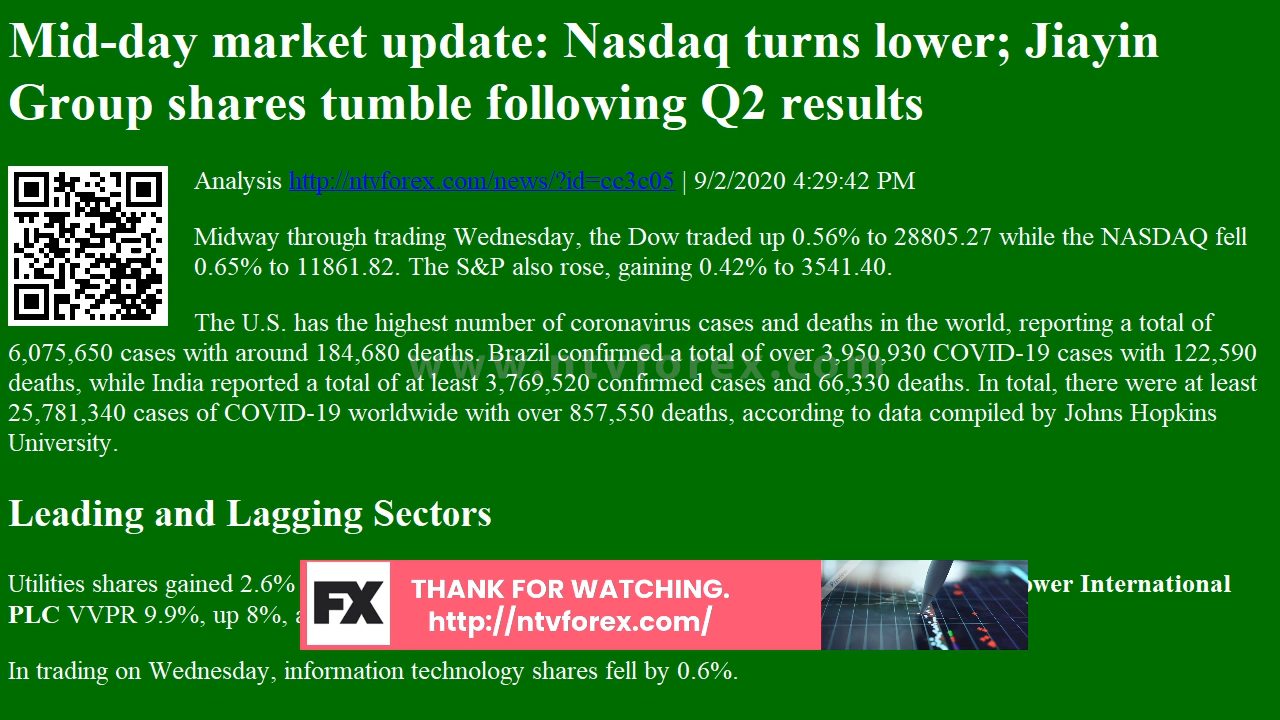 Mid-day market update: Nasdaq turns lower; Jiayin
Group shares tumble following Q2 results
Analysis http://ntvforex.com/news/?id=cc3c05 | 9/2/2020 4:29:42 PM
Midway through trading Wednesday, the Dow traded up 0.56% to 28805.27 while the NASDAQ fell
0.65% to 11861.82. The S&P also rose, gaining 0.42% to 3541.40.
The U.S. has the highest number of coronavirus cases and deaths in the world, reporting a total of
6,075,650 cases with around 184,680 deaths. Brazil confirmed a total of over 3,950,930 COVID-19 cases with 122,590
www.ntvforex.com
deaths, while India reported a total of at least 3,769,520 confirmed cases and 66,330 deaths. In total, there were at least
25,781,340 cases of COVID-19 worldwide with over 857,550 deaths, according to data compiled by Johns Hopkins
University.
Leading and Lagging Sectors
Utilities shares gained 2.6% International
PLC VVPR 9.9%, up 8%,
FX
THANK FOR WATCHING.
http://ntvforex.com/
In trading on Wednesday, information technology shares fell by 0.6%.